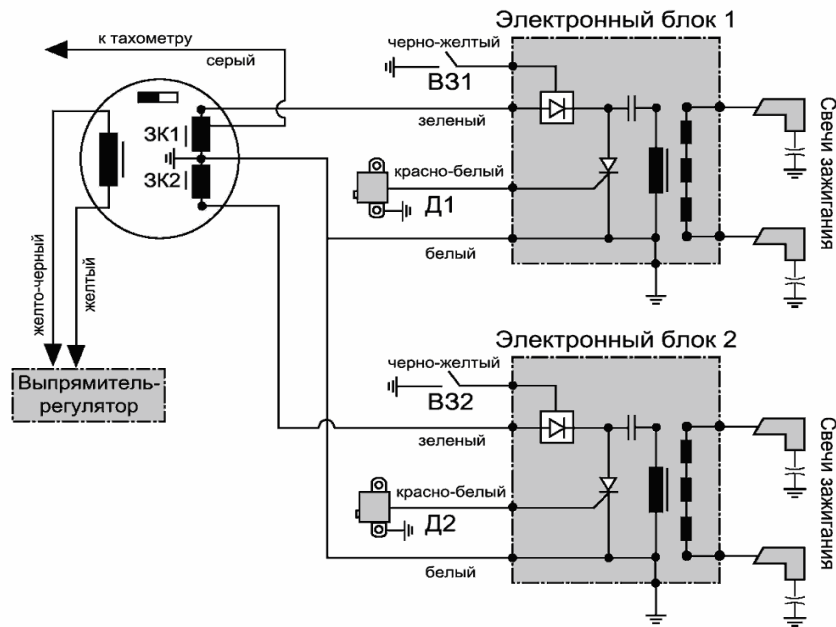 Электронный блок 1
к тахометру
серый
черно-желтый
ВЗ1
зеленый
ЗК1
ЗК2
красно-белый
Д1
белый
Свечи зажигания
желто-черный
желтый
Выпрямитель-
регулятор
Электронный блок 2
черно-желтый
ВЗ2
зеленый
красно-белый
Д2
белый
Свечи зажигания